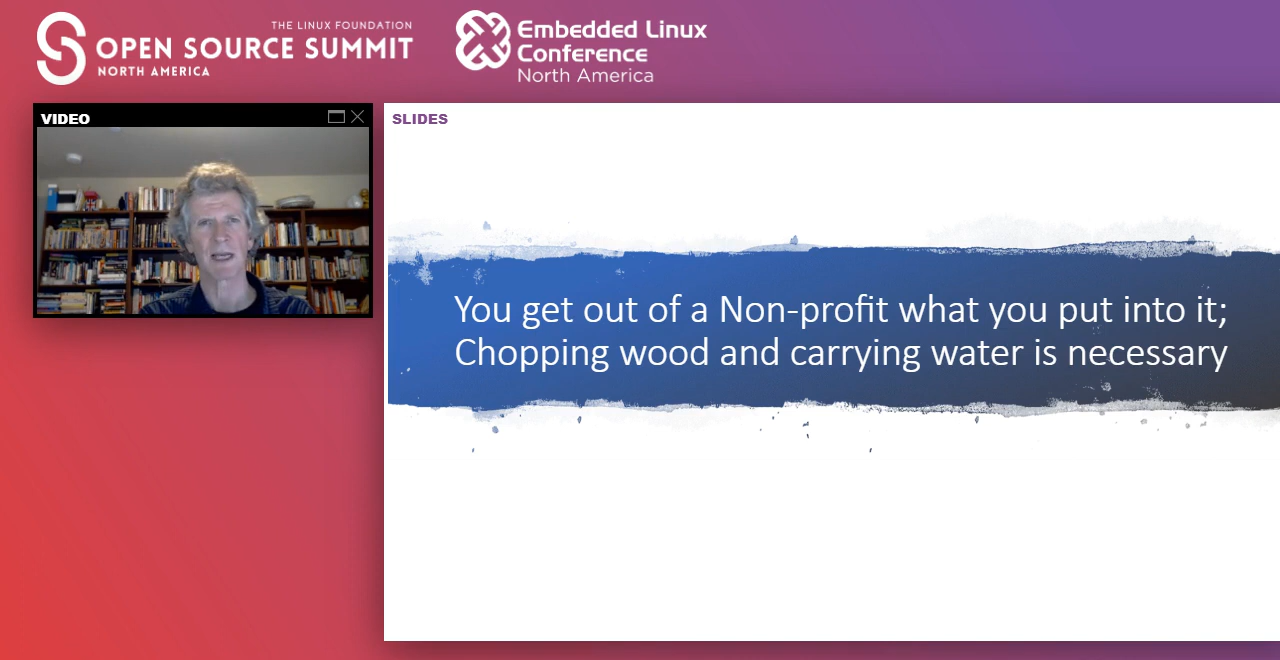 THE LINUX FOUNDATION
OPEN SOURCE SUMMIT
NORTH AMERICA
Embedded Linux
Conference
North America
VIDEO
SLIDES
You get out of a Non-profit what you put into it;
Chopping wood and carrying water is necessary